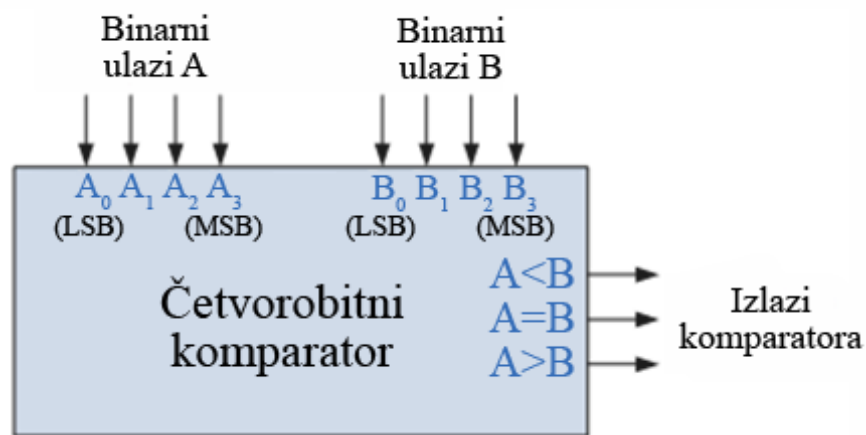 Binarni
ulazi A
Binarni
ulazi B
A₀ A₁ A₂ A₃
(LSB) (MSB)
B₀ B₁ B₂ B₃
(LSB) (MSB)
Četvorobitni
komparator
A<B
A=B
A>B
Izlazi
komparatora